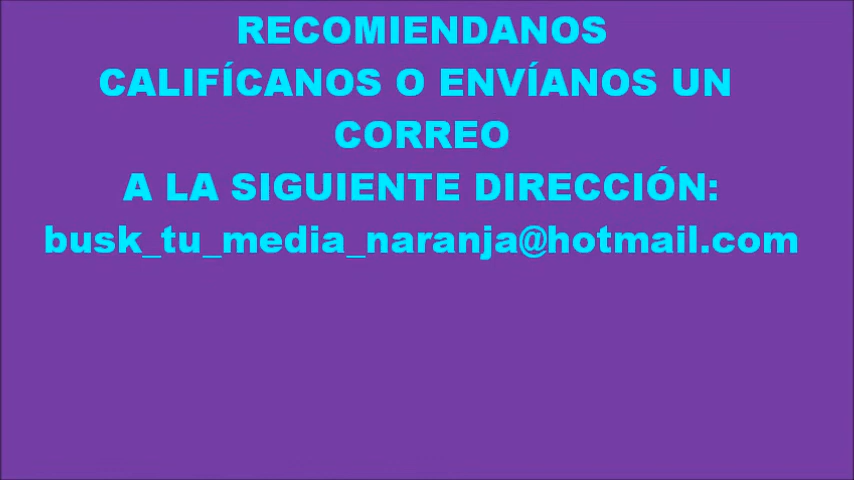 RECOMIENDANOS
CALIFÍCANOS O ENVÍANOS UN
CORREO
A LA SIGUIENTE DIRECCIÓN:
busk_tu_media_naranja@hotmail.com